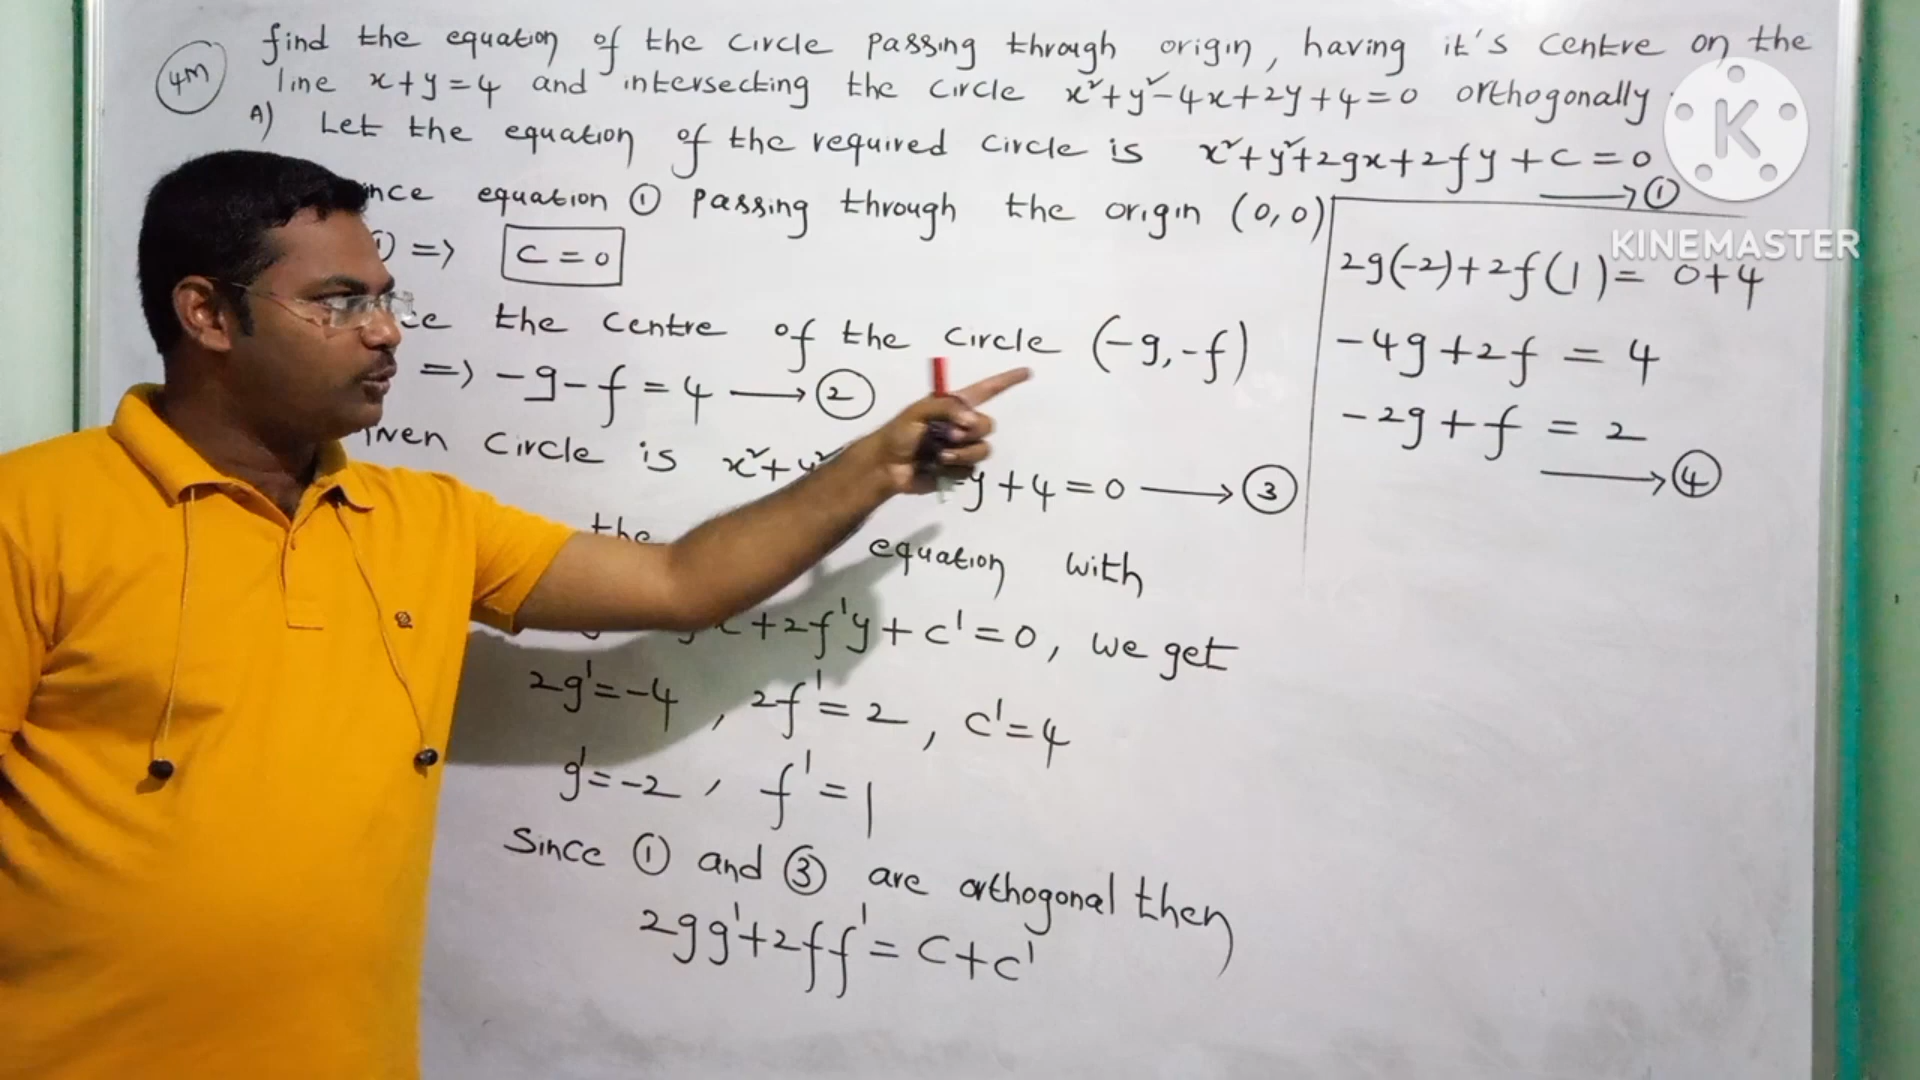 4M
find the equation of the circle passing through origin, having it's centre on the
line x+y=4 and intersecting the circle x²+y²-4x+2y+4=0 orthogonally
A) Let the equation of the required circle is x²+y²+2gx+2fy+c=0
→①
equation ① passing through the origin (0,0)
=> c=0
the centre of the circle (-g,-f)
=> -g-f=4 →②
circle is x²+y² y+4=0 →③
the equation with
+2f'y+c'=0, we get
2g'=-4, 2f'=2, c'=4
g'=-2, f'=1
Since ① and ③ are orthogonal then
2gg'+2ff'=c+c'
2g(-2)+2f(1)=0+4
-4g+2f=4
-2g+f=2
→④
K
KINEMASTER